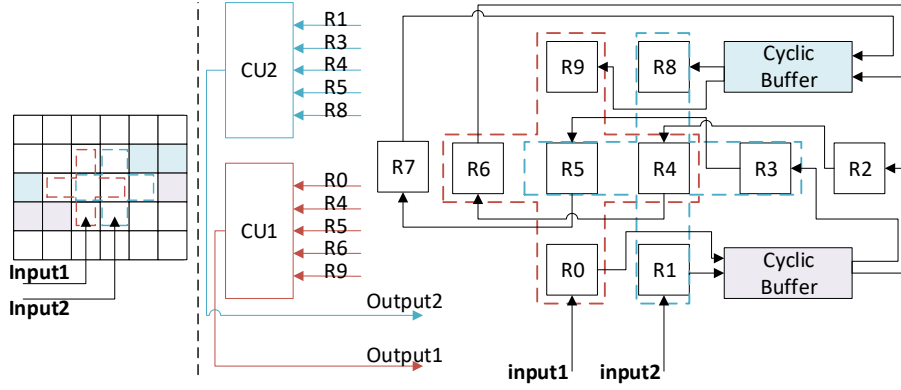 CU2
R1
R3
R4
R5
R8
CU1
R0
R4
R5
R6
R9
Input1
Input2
Output2
Output1
R9
R8
Cyclic
Buffer
R7
R6
R5
R4
R3
R2
R0
R1
Cyclic
Buffer
input1
input2